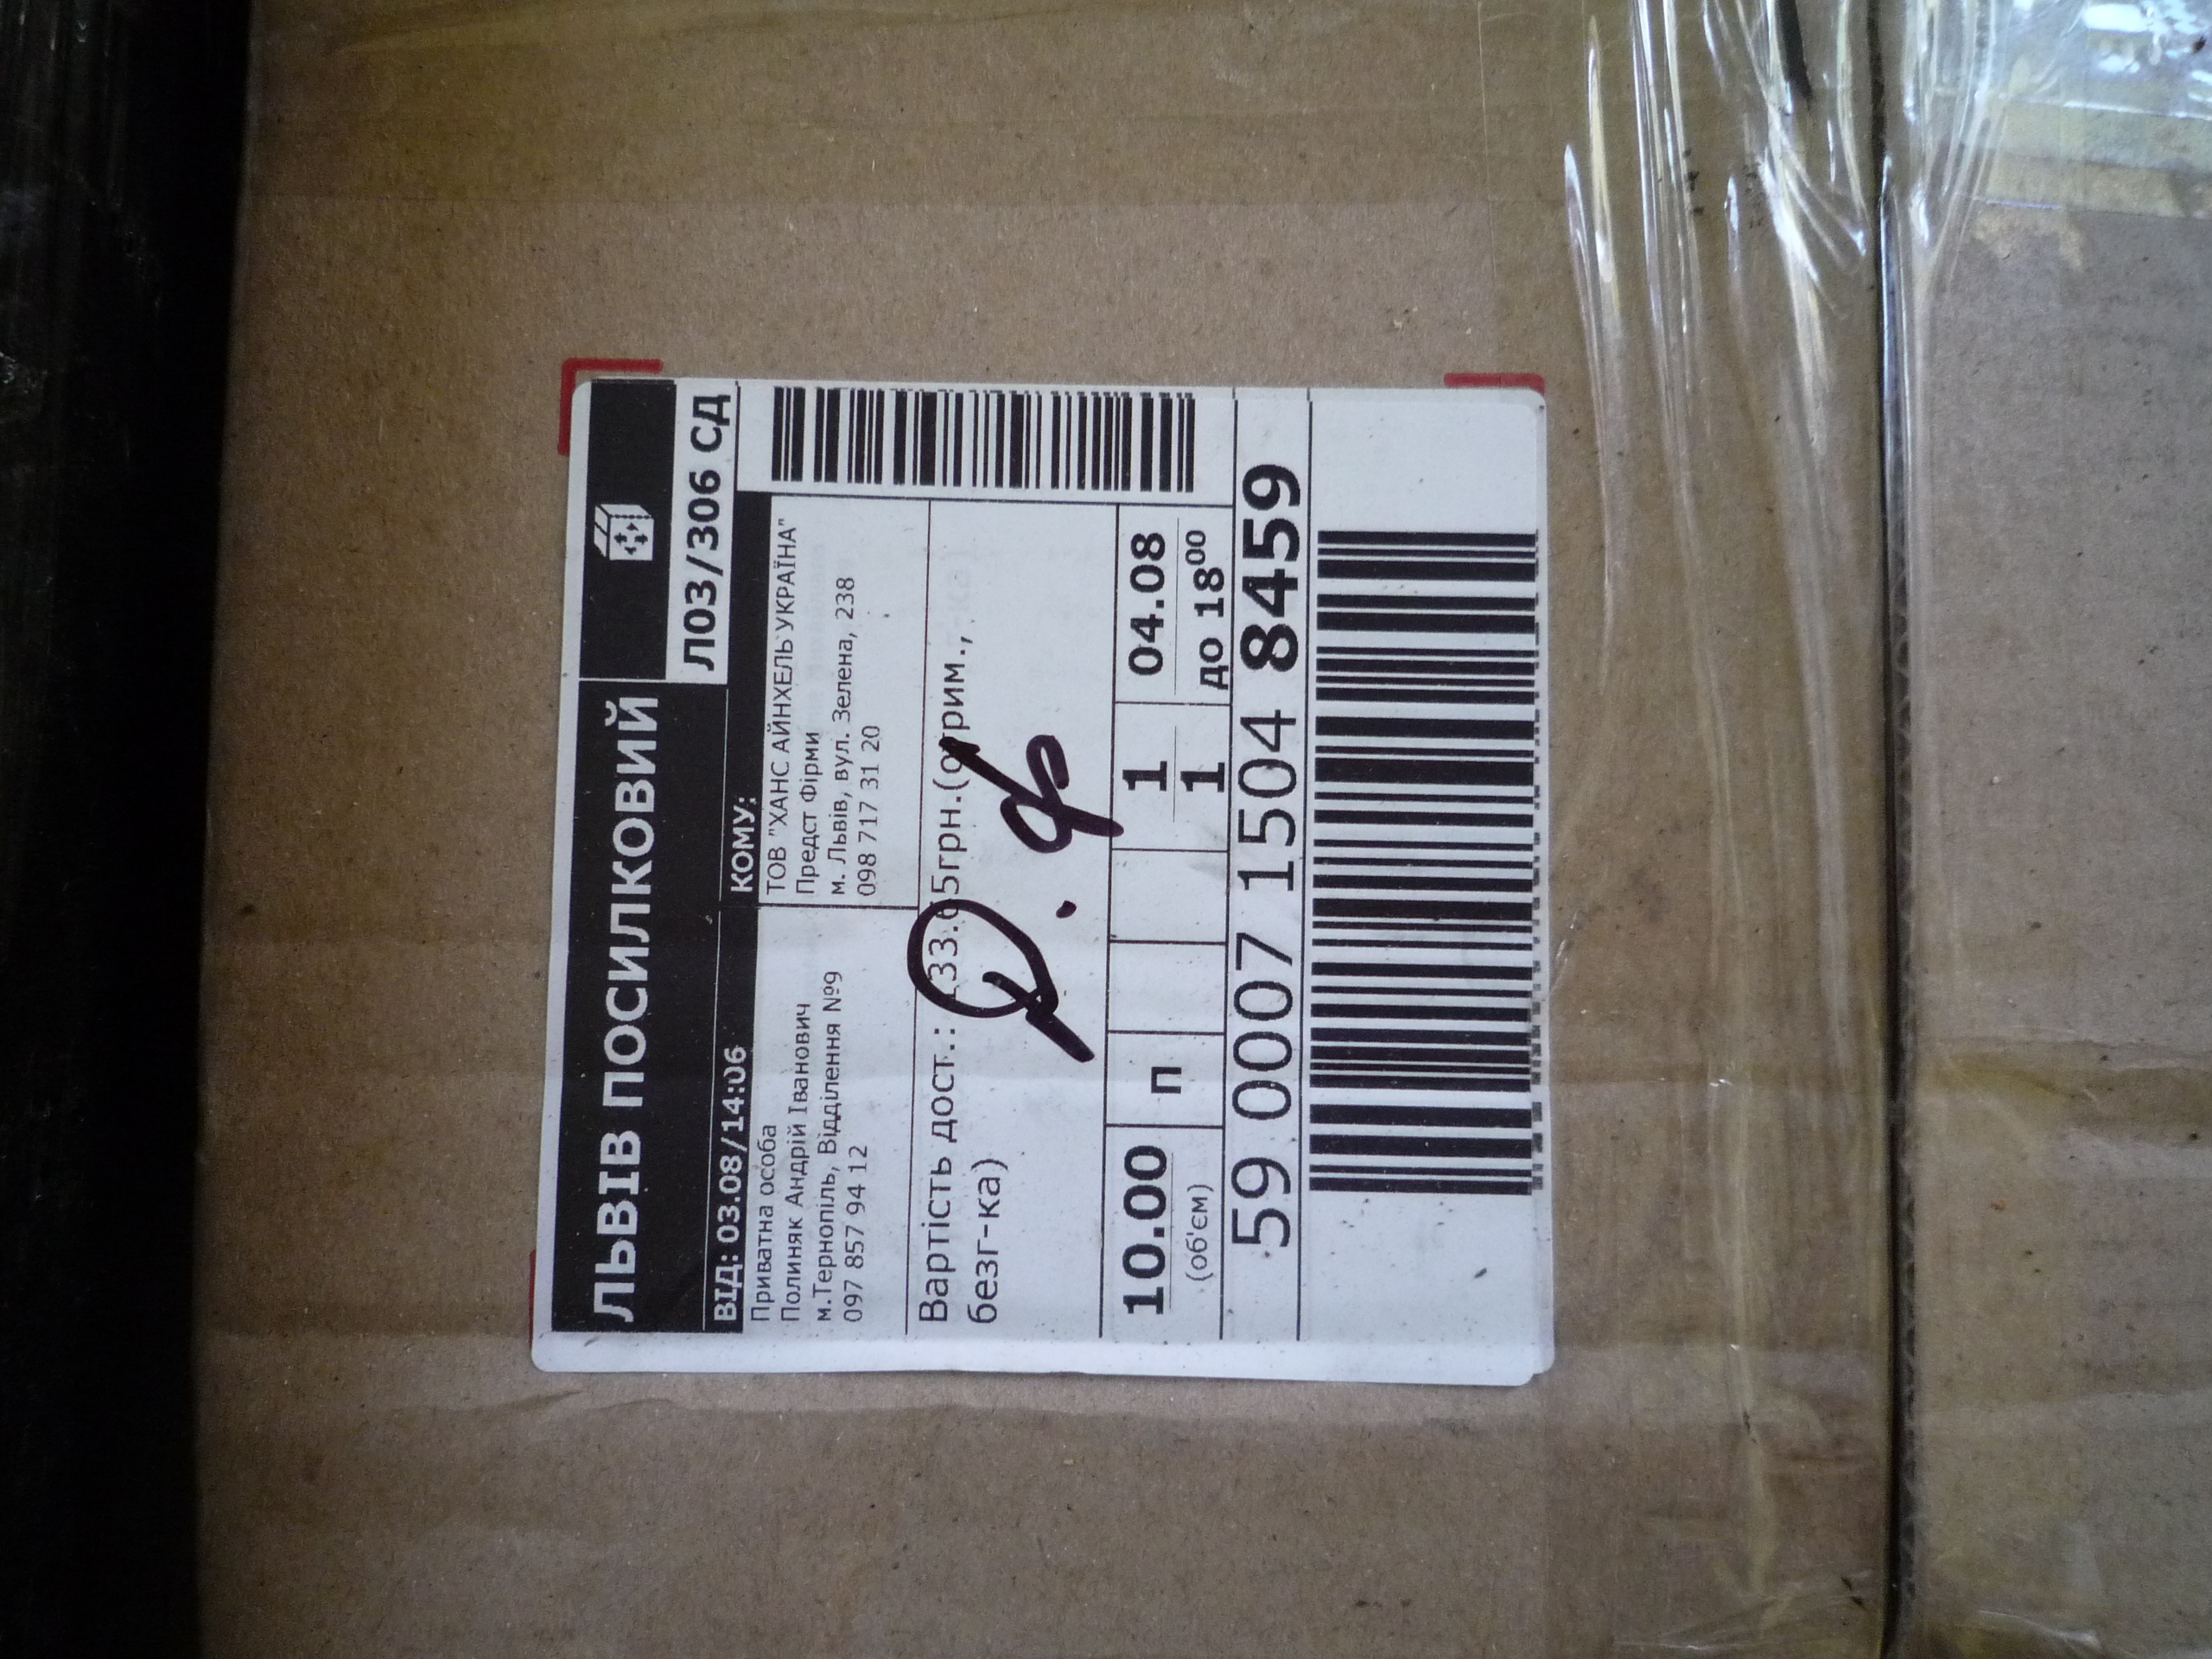 ЛЬВІВ ПОСИЛКОВИЙ
Л03/306 СД
ВІД: 03.08/14:06
Приватна особа
Полиняк Андрій Іванович
м.Тернопіль, Відділення №9
097 857 94 12
КОМУ:
ТОВ "ХАНС АЙНХЕЛЬ УКРАЇНА"
Предст Фірми
м. Львів, вул. Зелена, 238
098 717 31 20
Вартість дост.: (отрим.,
безг-ка)
10.00 П 1 04.08
(об'єм) 1 до 18⁰⁰
59 0007 1504 8459